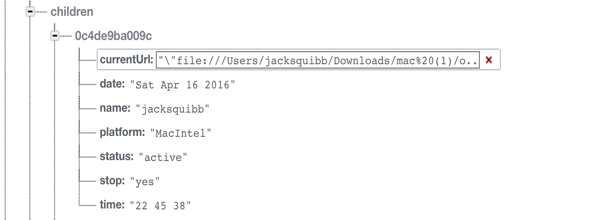 children
0c4de9ba009c
currentUrl: "\"file:///Users/jacksquibb/Downloads/mac%20(1)/o..
date: "Sat Apr 16 2016"
name: "jacksquibb"
platform: "MacIntel"
status: "active"
stop: "yes"
time: "22 45 38"